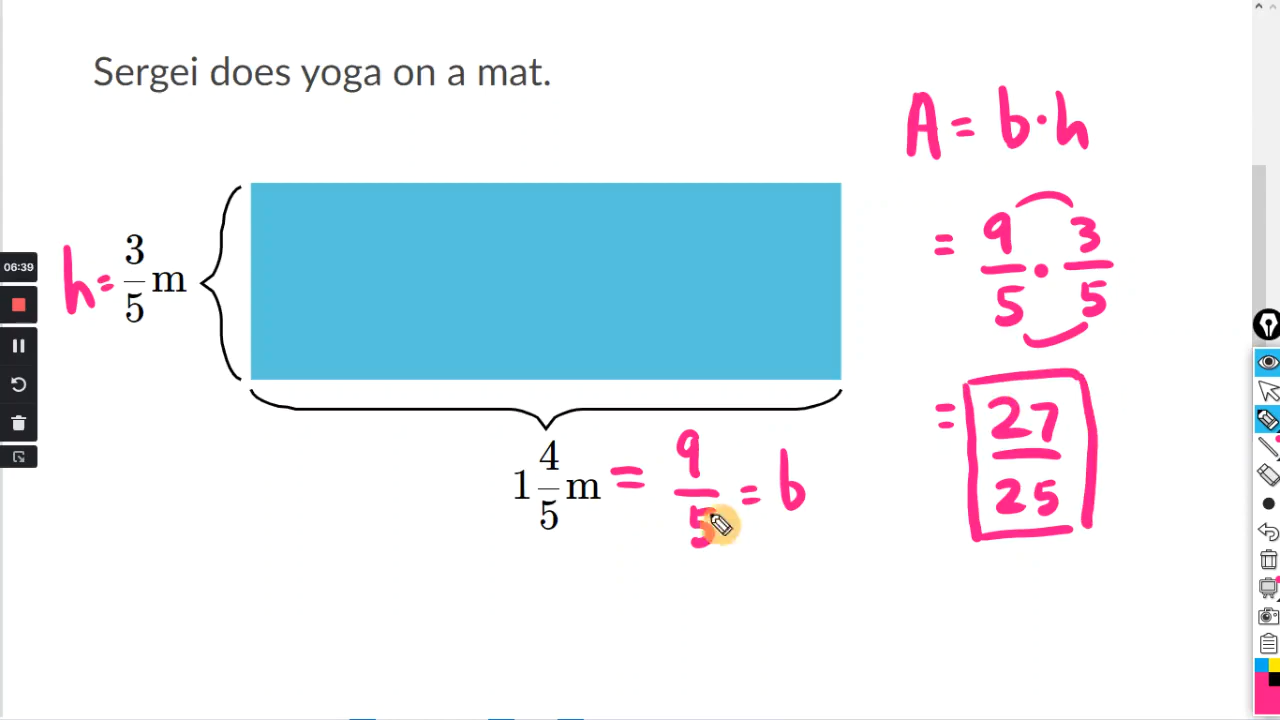 Sergei does yoga on a mat.
A = b · h
= 9/5 · 3/5
h = 3/5 m
06:39
= 27/25
1 4/5 m = 9/5 = b